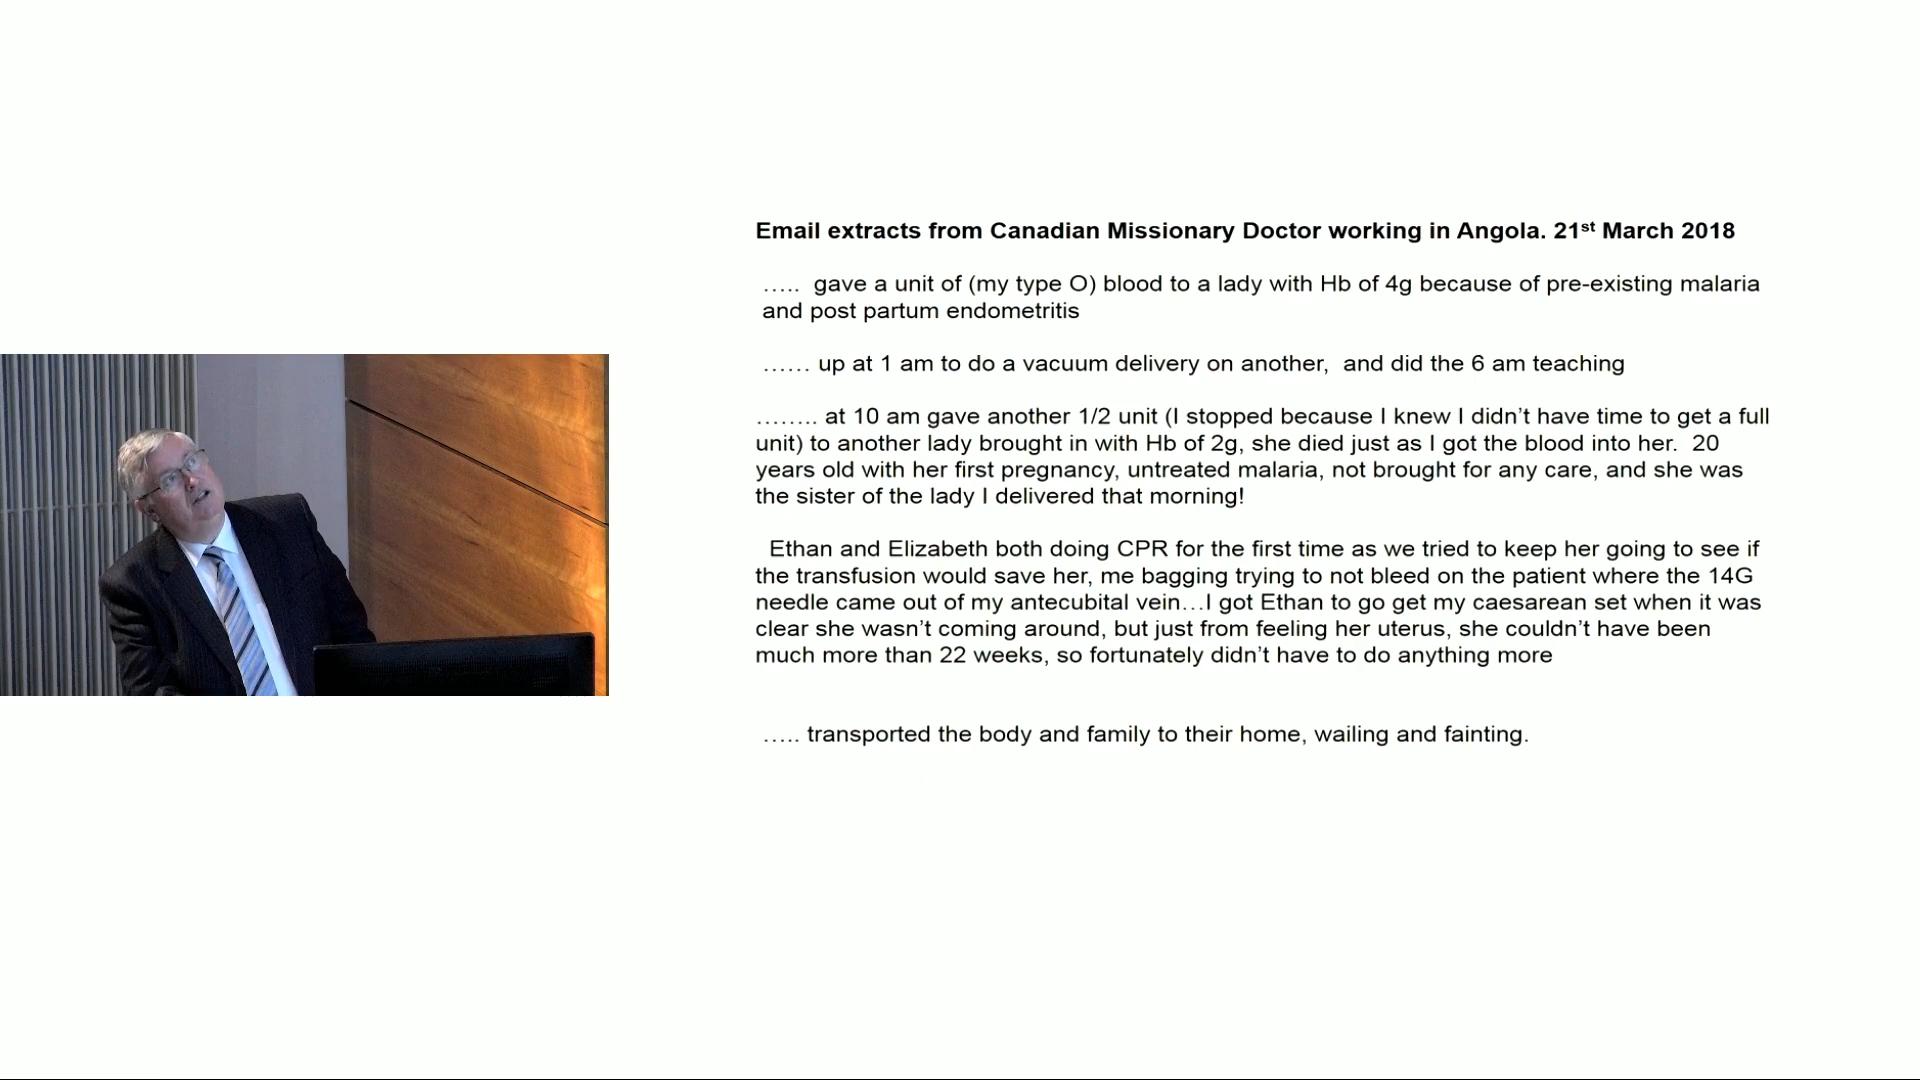 Email extracts from Canadian Missionary Doctor working in Angola. 21st March 2018
….. gave a unit of (my type O) blood to a lady with Hb of 4g because of pre-existing malaria
and post partum endometritis
…… up at 1 am to do a vacuum delivery on another, and did the 6 am teaching
…….. at 10 am gave another 1/2 unit (I stopped because I knew I didn’t have time to get a full
unit) to another lady brought in with Hb of 2g, she died just as I got the blood into her. 20
years old with her first pregnancy, untreated malaria, not brought for any care, and she was
the sister of the lady I delivered that morning!
Ethan and Elizabeth both doing CPR for the first time as we tried to keep her going to see if
the transfusion would save her, me bagging trying to not bleed on the patient where the 14G
needle came out of my antecubital vein…I got Ethan to go get my caesarean set when it was
clear she wasn’t coming around, but just from feeling her uterus, she couldn’t have been
much more than 22 weeks, so fortunately didn’t have to do anything more
….. transported the body and family to their home, wailing and fainting.